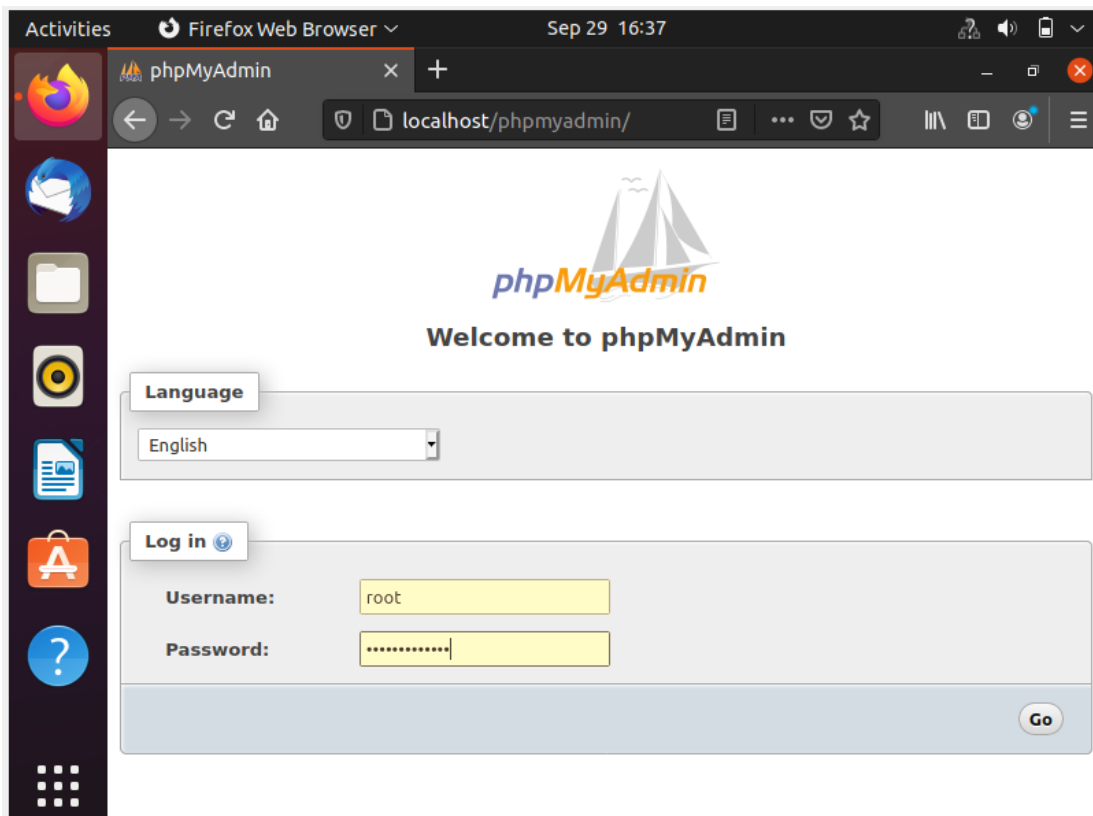 Activities Firefox Web Browser Sep 29 16:37
phpMyAdmin
localhost/phpmyadmin/
phpMyAdmin
Welcome to phpMyAdmin
Language
English
Log in
Username: root
Password: •••••••••••••
Go